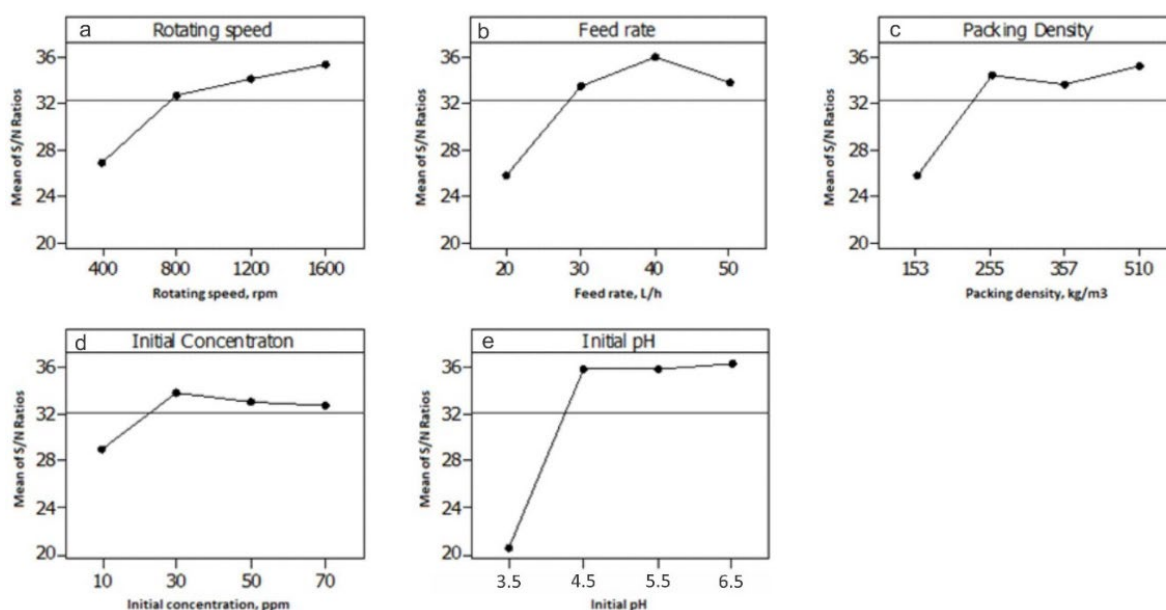 a Rotating speed
Mean of S/N Ratios
36
32
28
24
20
400 800 1200 1600
Rotating speed, rpm
b Feed rate
Mean of S/N Ratios
36
32
28
24
20
20 30 40 50
Feed rate, L/h
c Packing Density
Mean of S/N Ratios
36
32
28
24
20
153 255 357 510
Packing density, kg/m3
d Initial Concentraton
Mean of S/N Ratios
36
32
28
24
20
10 30 50 70
Initial concentration, ppm
e Initial pH
Mean of S/N Ratios
36
32
28
24
20
3.5 4.5 5.5 6.5
Initial pH